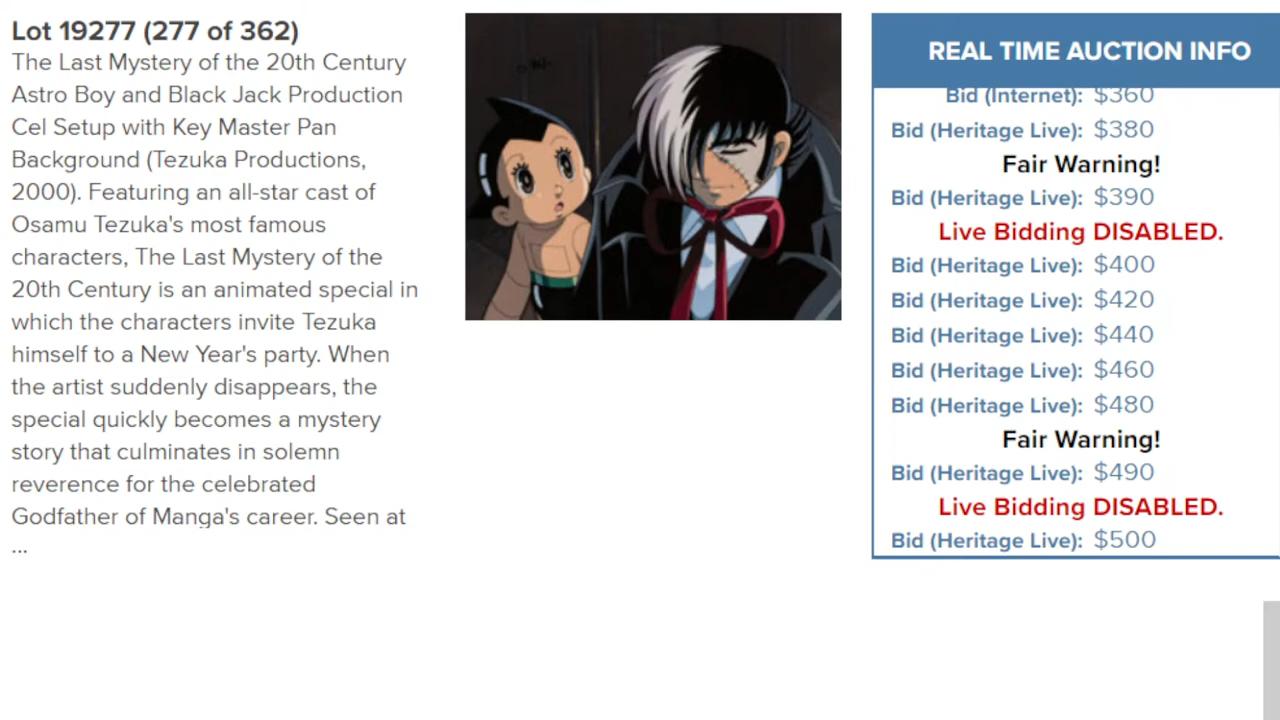 Lot 19277 (277 of 362)
The Last Mystery of the 20th Century
Astro Boy and Black Jack Production
Cel Setup with Key Master Pan
Background (Tezuka Productions,
2000). Featuring an all-star cast of
Osamu Tezuka's most famous
characters, The Last Mystery of the
20th Century is an animated special in
which the characters invite Tezuka
himself to a New Year's party. When
the artist suddenly disappears, the
special quickly becomes a mystery
story that culminates in solemn
reverence for the celebrated
Godfather of Manga's career. Seen at
...
REAL TIME AUCTION INFO
Bid (Internet): $360
Bid (Heritage Live): $380
Fair Warning!
Bid (Heritage Live): $390
Live Bidding DISABLED.
Bid (Heritage Live): $400
Bid (Heritage Live): $420
Bid (Heritage Live): $440
Bid (Heritage Live): $460
Bid (Heritage Live): $480
Fair Warning!
Bid (Heritage Live): $490
Live Bidding DISABLED.
Bid (Heritage Live): $500